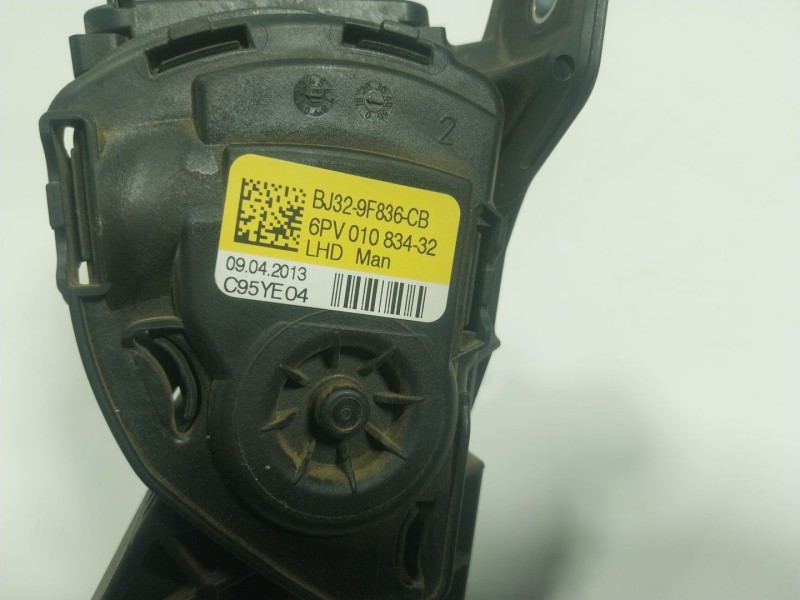 2
BJ32-9F836-CB
6PV 010 834-32
LHD Man
09.04.2013
C95YE04